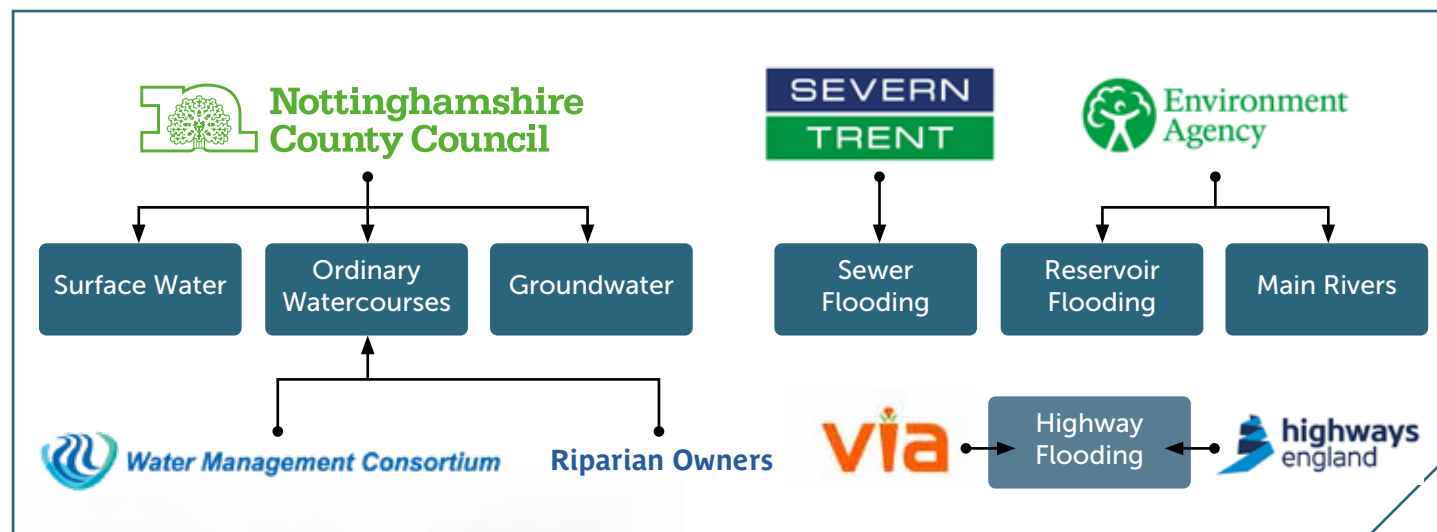 Nottinghamshire
County Council
SEVERN
TRENT
Environment
Agency
Surface Water
Ordinary
Watercourses
Groundwater
Sewer
Flooding
Reservoir
Flooding
Main Rivers
Water Management Consortium
Riparian Owners
via
Highway
Flooding
highways
england